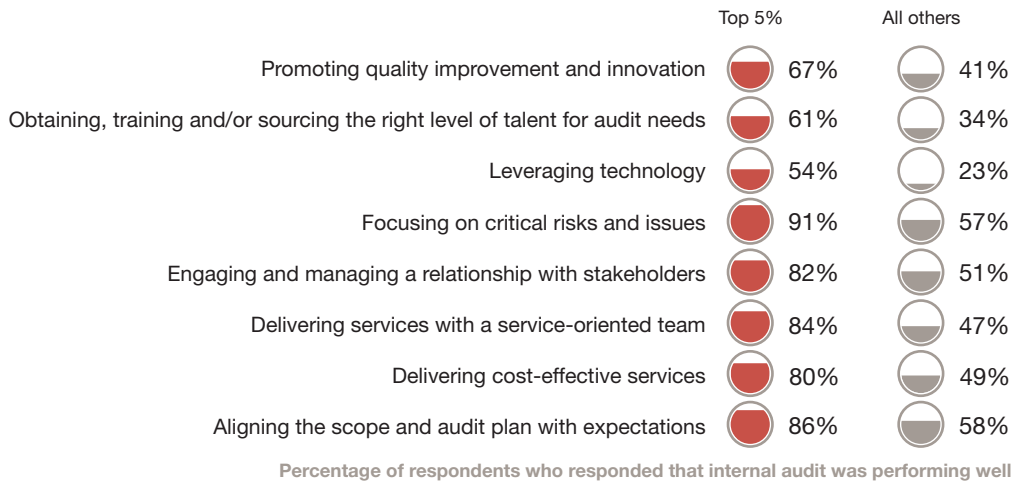 Top 5% All others
Promoting quality improvement and innovation 67% 41%
Obtaining, training and/or sourcing the right level of talent for audit needs 61% 34%
Leveraging technology 54% 23%
Focusing on critical risks and issues 91% 57%
Engaging and managing a relationship with stakeholders 82% 51%
Delivering services with a service-oriented team 84% 47%
Delivering cost-effective services 80% 49%
Aligning the scope and audit plan with expectations 86% 58%
Percentage of respondents who responded that internal audit was performing well